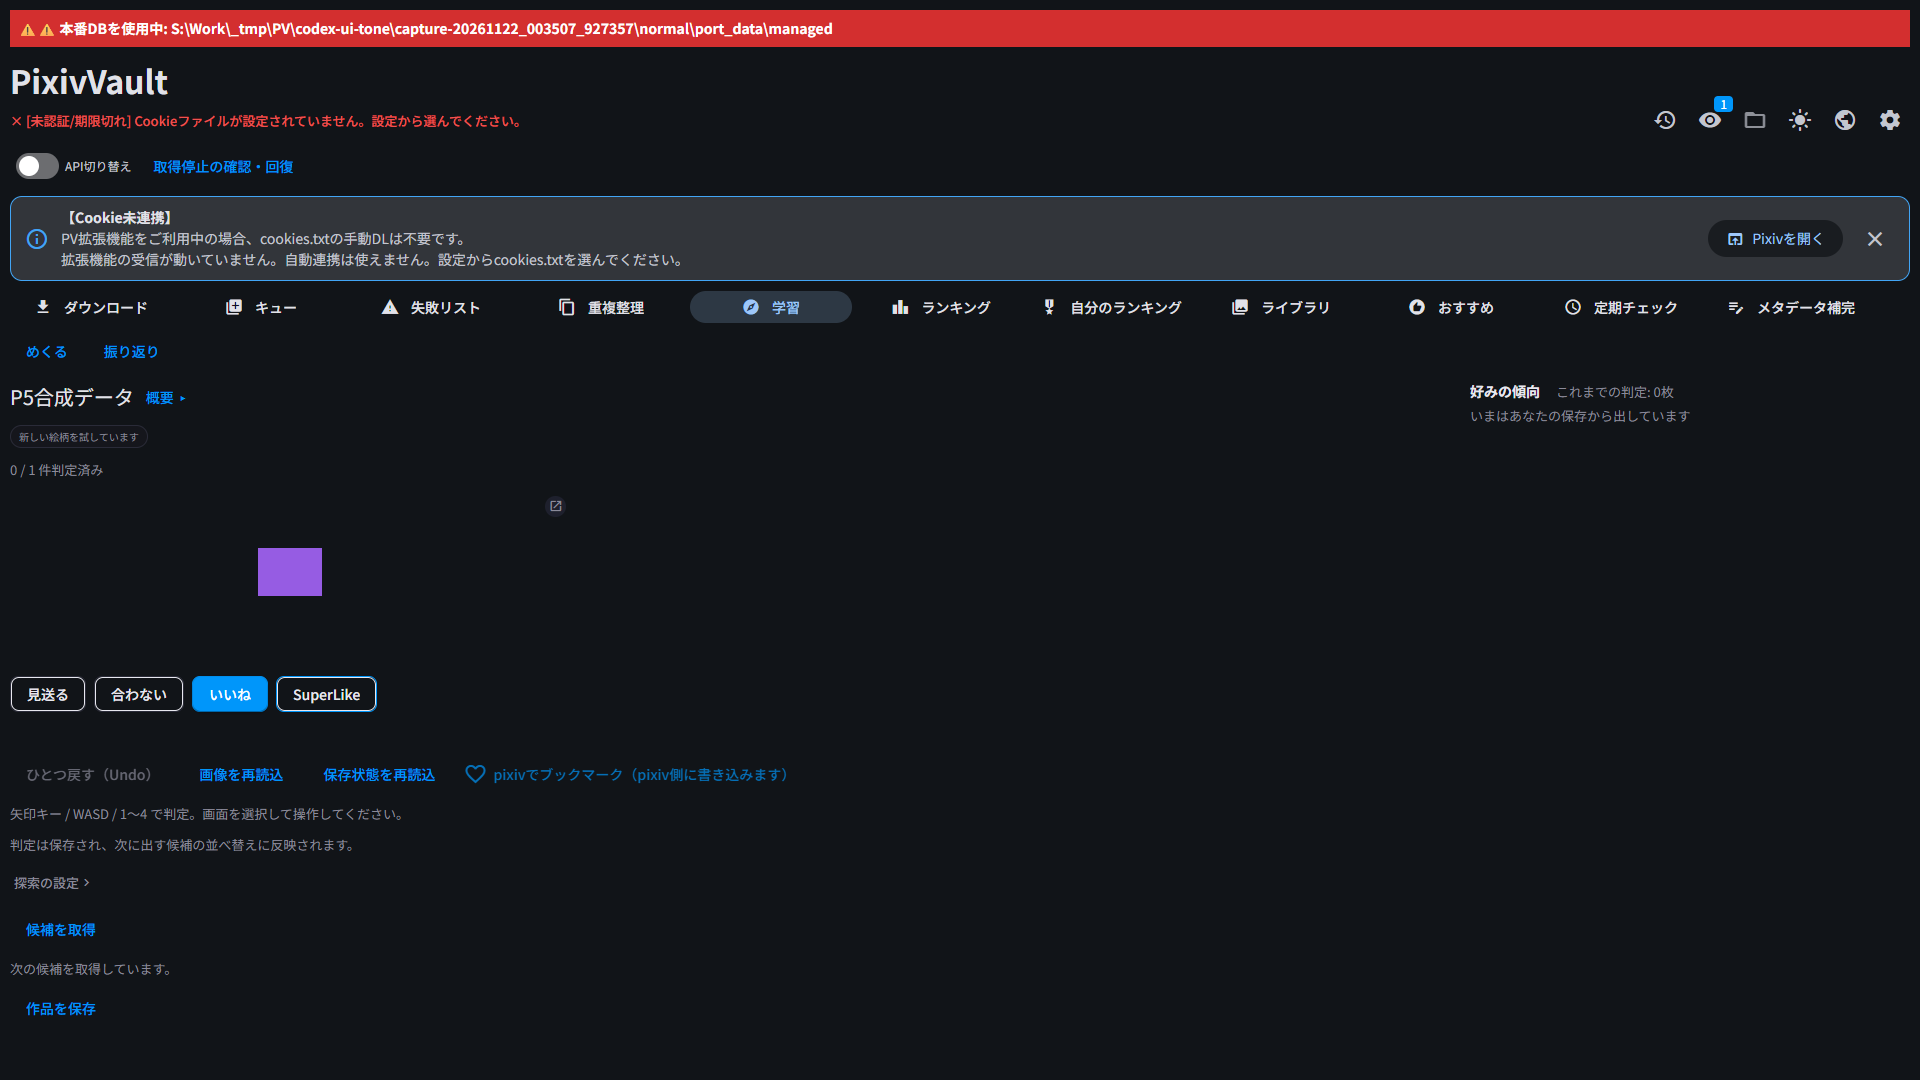 本番DBを使用中: S:\Work\_tmp\PV\codex-ui-tone\capture-20261122_003507_927357\normal\port_data\managed
PixivVault
× [未認証/期限切れ] Cookieファイルが設定されていません。設定から選んでください。
1
API切り替え 取得停止の確認・回復
【Cookie未連携】
PV拡張機能をご利用中の場合、cookies.txtの手動DLは不要です。
拡張機能の受信が動いていません。自動連携は使えません。設定からcookies.txtを選んでください。
Pixivを開く
ダウンロード キュー 失敗リスト 重複整理 学習 ランキング 自分のランキング ライブラリ おすすめ 定期チェック メタデータ補完
めくる 振り返り
P5合成データ 概要 ▸
新しい絵柄を試しています
0 / 1 件判定済み
好みの傾向 これまでの判定: 0枚
いまはあなたの保存から出しています
見送る 合わない いいね SuperLike
ひとつ戻す（Undo） 画像を再読込 保存状態を再読込 pixivでブックマーク（pixiv側に書き込みます）
矢印キー / WASD / 1〜4 で判定。画面を選択して操作してください。
判定は保存され、次に出す候補の並べ替えに反映されます。
探索の設定
候補を取得
次の候補を取得しています。
作品を保存